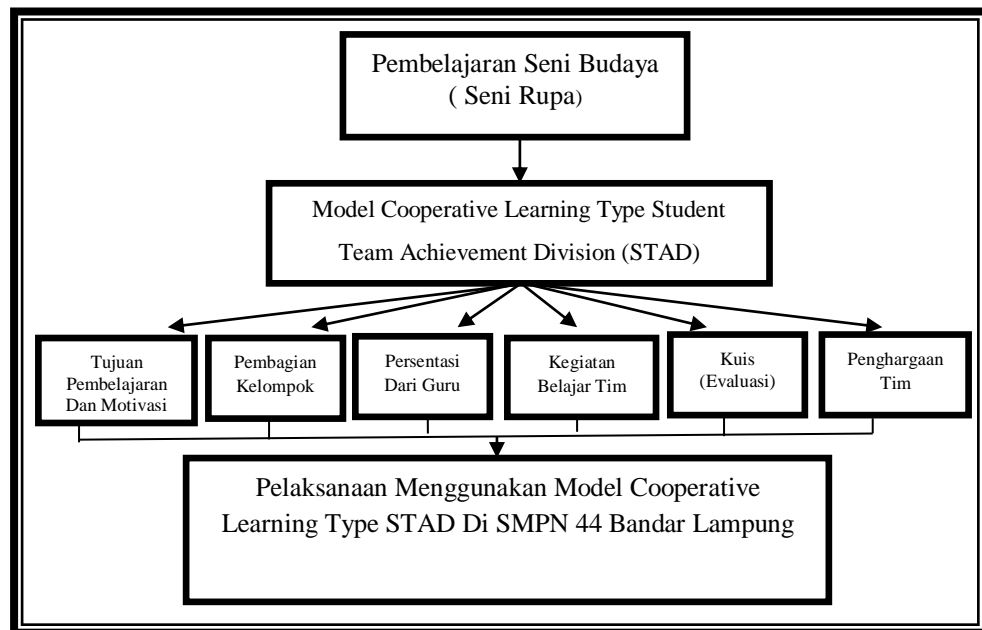 Pembelajaran Seni Budaya
( Seni Rupa)
Model Cooperative Learning Type Student
Team Achievement Division (STAD)
Tujuan
Pembelajaran
Dan Motivasi
Pembagian
Kelompok
Persentasi
Dari Guru
Kegiatan
Belajar Tim
Kuis
(Evaluasi)
Penghargaan
Tim
Pelaksanaan Menggunakan Model Cooperative
Learning Type STAD Di SMPN 44 Bandar Lampung